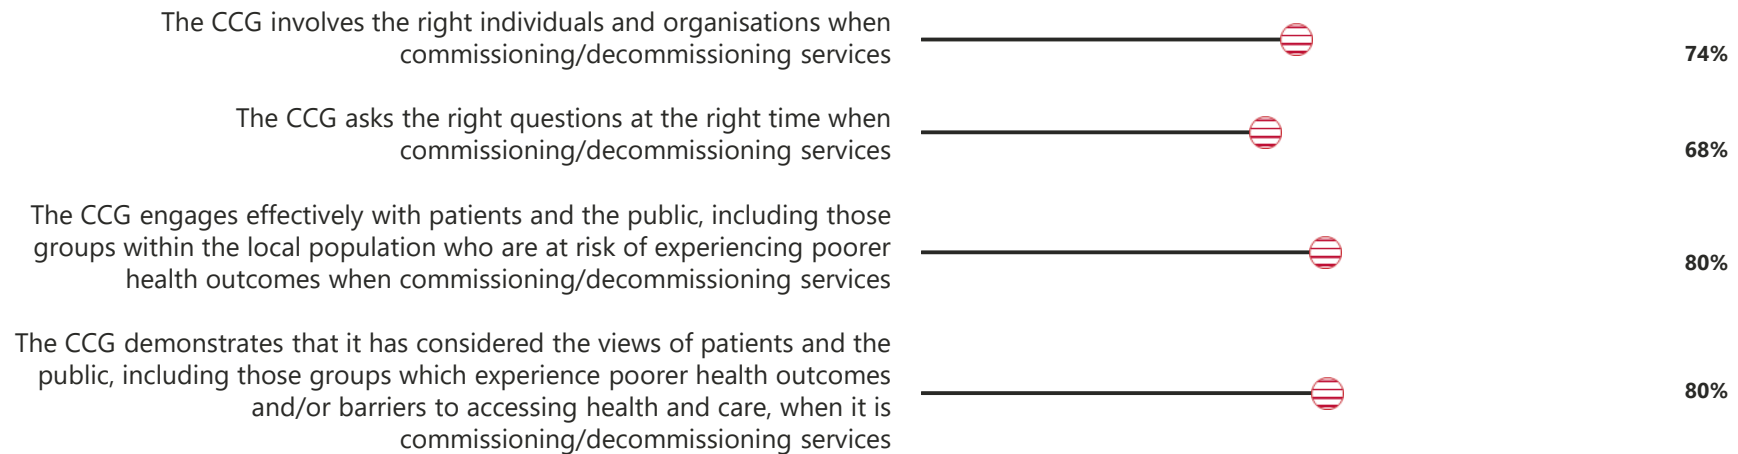 The CCG involves the right individuals and organisations when
commissioning/decommissioning services
74%
The CCG asks the right questions at the right time when
commissioning/decommissioning services
68%
The CCG engages effectively with patients and the public, including those
groups within the local population who are at risk of experiencing poorer
health outcomes when commissioning/decommissioning services
80%
The CCG demonstrates that it has considered the views of patients and the
public, including those groups which experience poorer health outcomes
and/or barriers to accessing health and care, when it is
commissioning/decommissioning services
80%